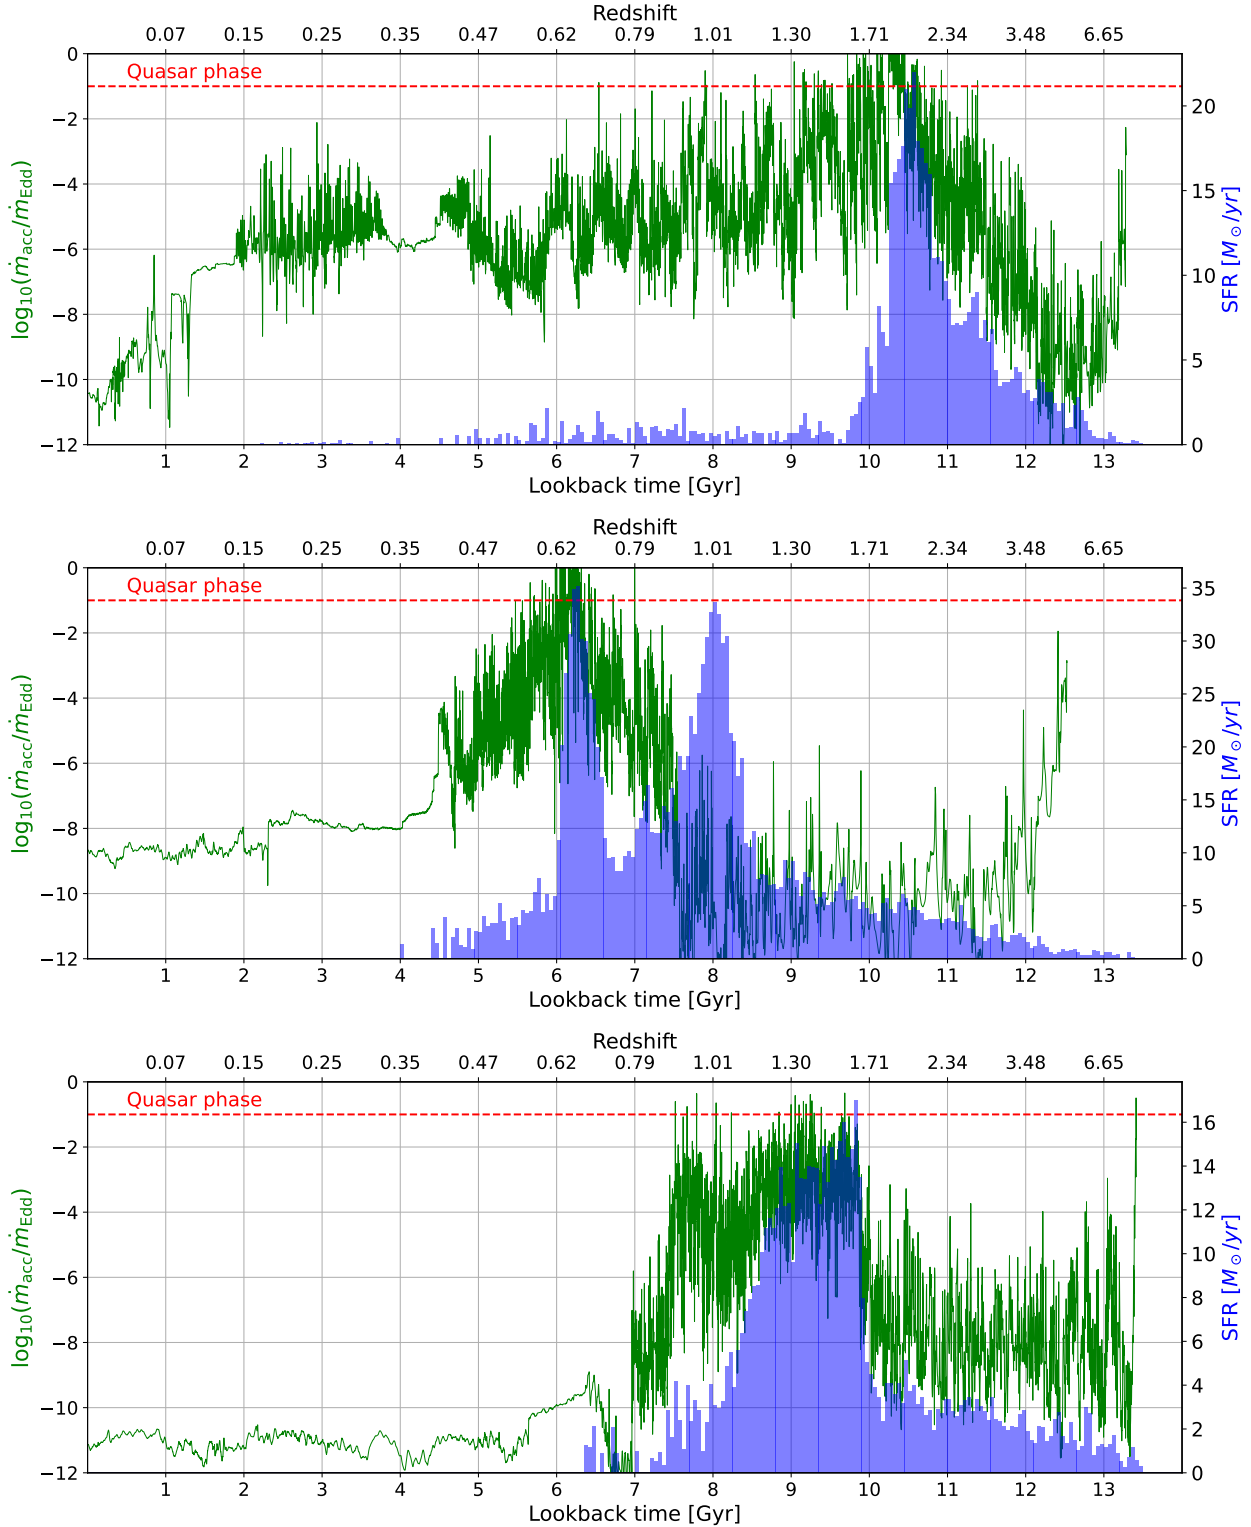 Redshift
0.07 0.15 0.25 0.35 0.47 0.62 0.79 1.01 1.30 1.71 2.34 3.48 6.65
Quasar phase
0
−2
−4
−6
−8
−10
−12
log10(ṁacc/ṁEdd)
20
15
10
5
0
SFR [M⊙/yr]
1 2 3 4 5 6 7 8 9 10 11 12 13
Lookback time [Gyr]
Redshift
0.07 0.15 0.25 0.35 0.47 0.62 0.79 1.01 1.30 1.71 2.34 3.48 6.65
Quasar phase
0
−2
−4
−6
−8
−10
−12
log10(ṁacc/ṁEdd)
35
30
25
20
15
10
5
0
SFR [M⊙/yr]
1 2 3 4 5 6 7 8 9 10 11 12 13
Lookback time [Gyr]
Redshift
0.07 0.15 0.25 0.35 0.47 0.62 0.79 1.01 1.30 1.71 2.34 3.48 6.65
Quasar phase
0
−2
−4
−6
−8
−10
−12
log10(ṁacc/ṁEdd)
16
14
12
10
8
6
4
2
0
SFR [M⊙/yr]
1 2 3 4 5 6 7 8 9 10 11 12 13
Lookback time [Gyr]